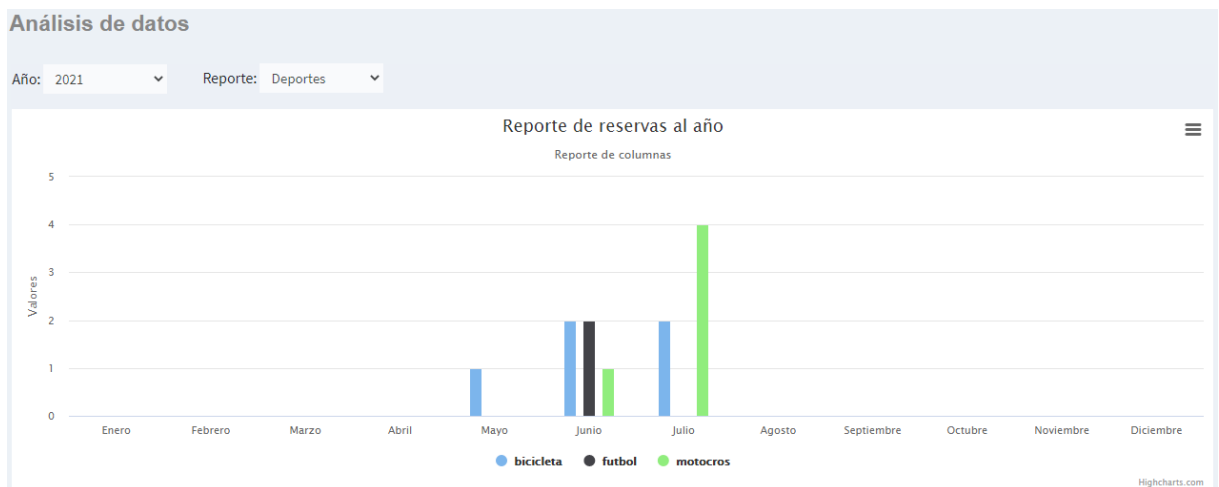 Análisis de datos
Año: 2021 Reporte: Deportes
Reporte de reservas al año
Reporte de columnas
5
4
3
2
1
0
Valores
Enero Febrero Marzo Abril Mayo Junio Julio Agosto Septiembre Octubre Noviembre Diciembre
bicicleta futbol motocros
Highcharts.com